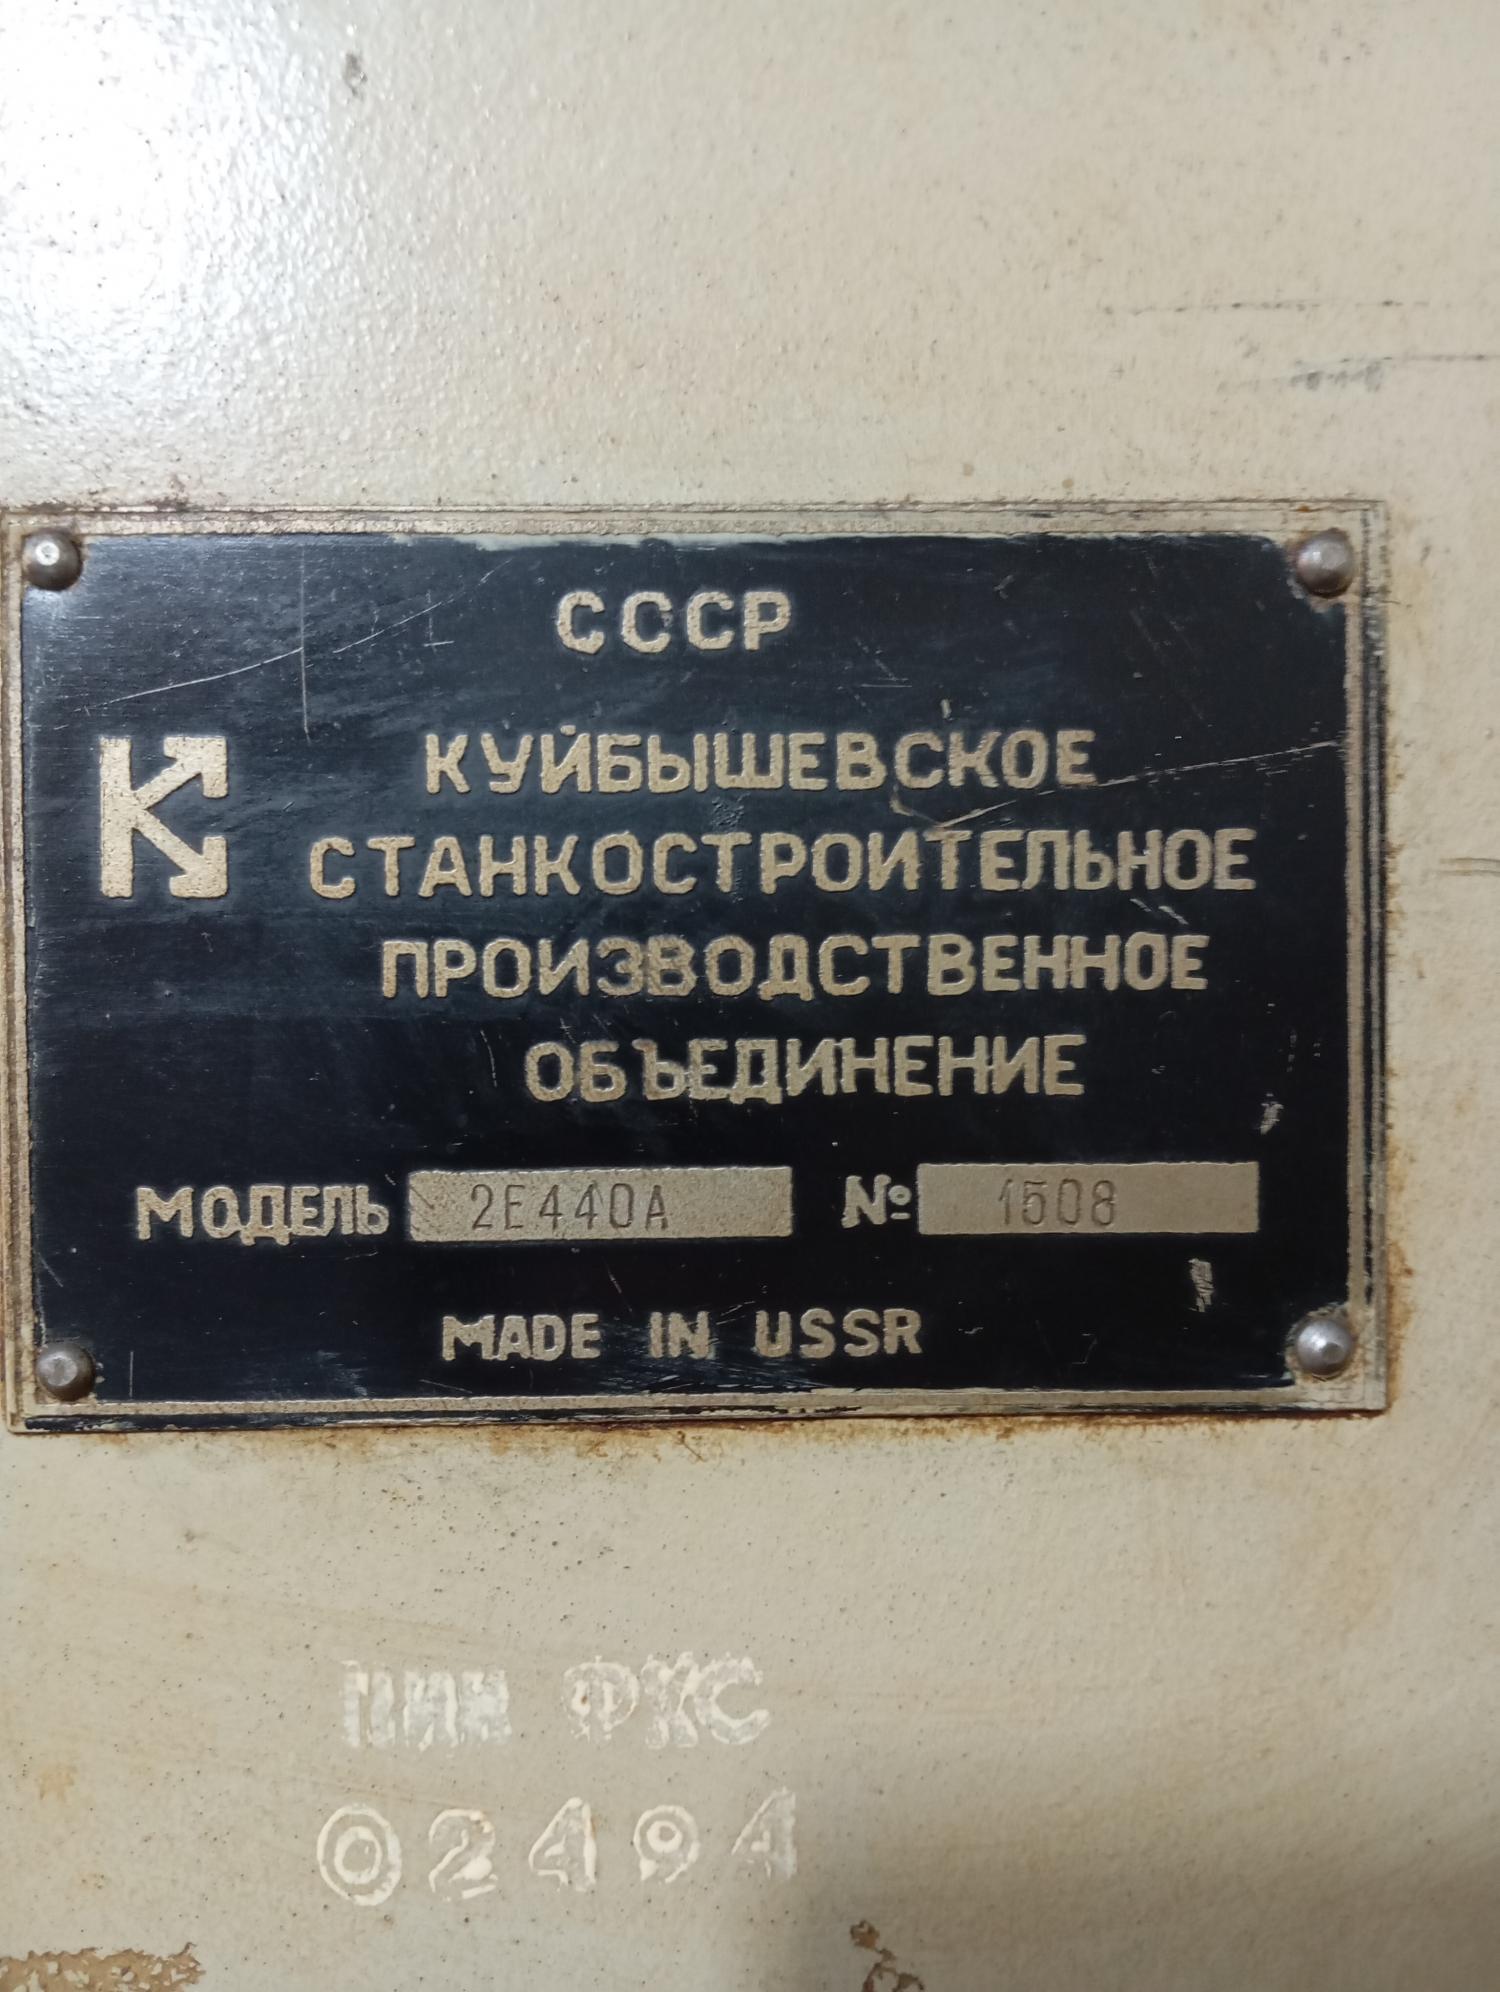 СССР
КУЙБЫШЕВСКОЕ
СТАНКОСТРОИТЕЛЬНОЕ
ПРОИЗВОДСТВЕННОЕ
ОБЪЕДИНЕНИЕ
МОДЕЛЬ 2Е440А № 1508
MADE IN USSR
ФКС
02494